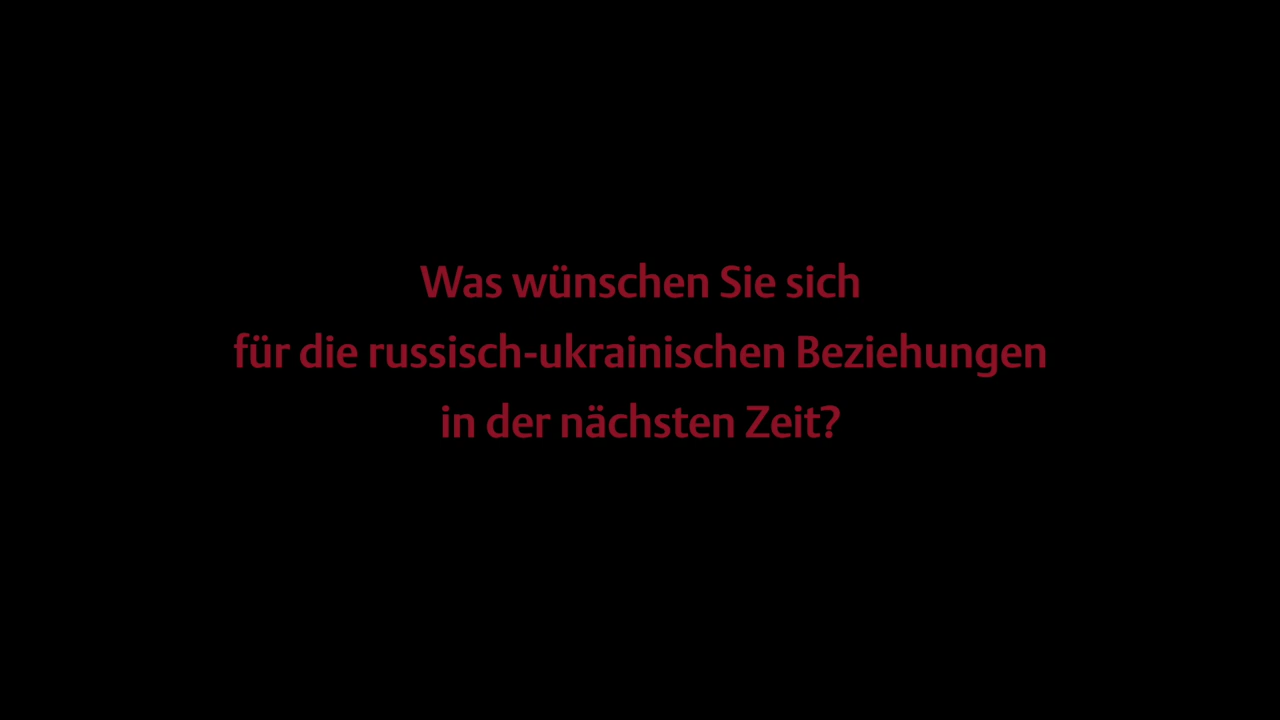 Was wünschen Sie sich
für die russisch-ukrainischen Beziehungen
in der nächsten Zeit?